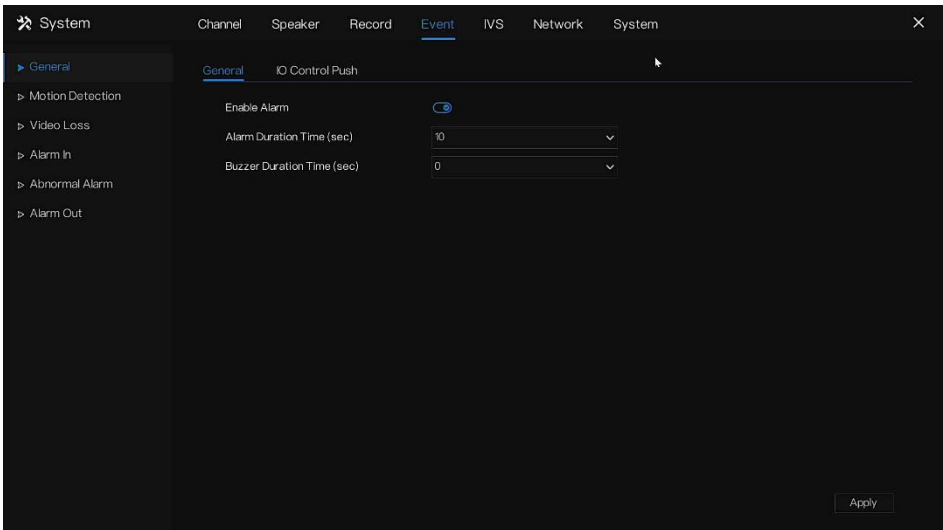 System
Channel Speaker Record Event IVS Network System
General
Motion Detection
Video Loss
Alarm In
Abnormal Alarm
Alarm Out
General IO Control Push
Enable Alarm
Alarm Duration Time (sec) 10
Buzzer Duration Time (sec) 0
Apply